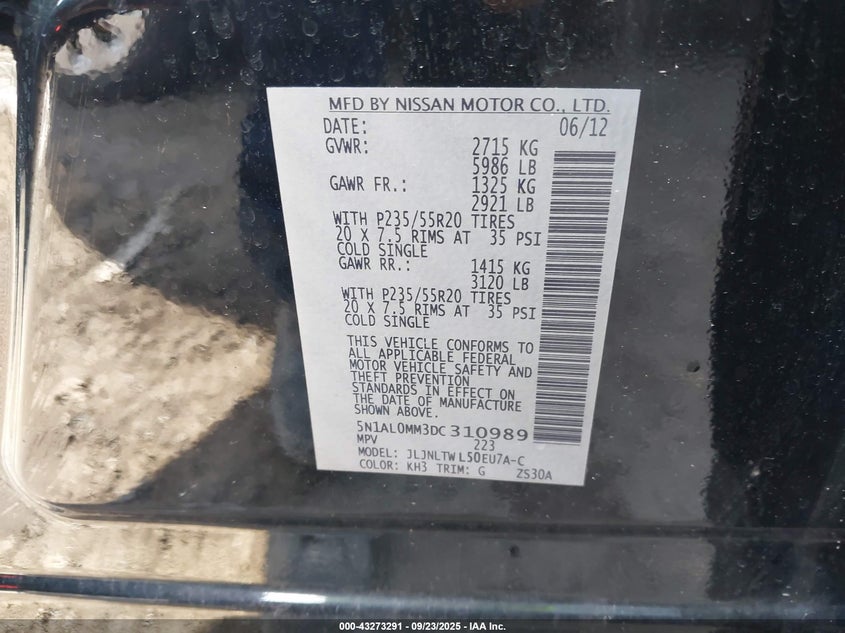 MFD BY NISSAN MOTOR CO., LTD.
DATE: 06/12
GVWR: 2715 KG
5986 LB
GAWR FR.: 1325 KG
2921 LB
WITH P235/55R20 TIRES
20 X 7.5 RIMS AT 35 PSI
COLD SINGLE
GAWR RR.: 1415 KG
3120 LB
WITH P235/55R20 TIRES
20 X 7.5 RIMS AT 35 PSI
COLD SINGLE
THIS VEHICLE CONFORMS TO
ALL APPLICABLE FEDERAL
MOTOR VEHICLE SAFETY AND
THEFT PREVENTION
STANDARDS IN EFFECT ON
THE DATE OF MANUFACTURE
SHOWN ABOVE.
5N1AL0MM3DC310989
MPV 223
MODEL: JLJNLTWL50EU7A-C
COLOR: KH3 TRIM: G ZS30A
000-43273291 - 09/23/2025 - IAA Inc.